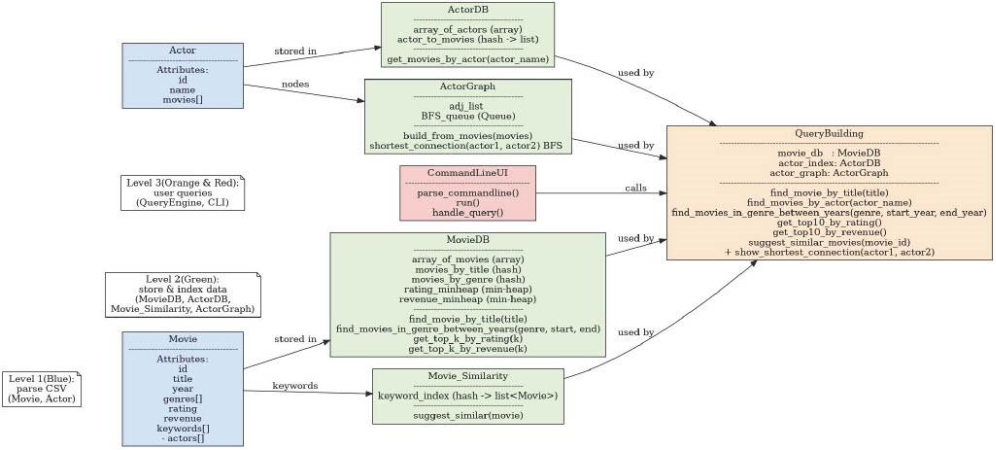 ActorDB
array_of_actors (array)
actor_to_movies (hash -> list)
get_movies_by_actor(actor_name)
Actor
Attributes:
id
name
movies[]
stored in
nodes
used by
ActorGraph
adj_list
BFS_queue (Queue)
build_from_movies(movies)
shortest_connection(actor1, actor2) BFS
used by
QueryBuilding
movie_db : MovieDB
actor_index: ActorDB
actor_graph: ActorGraph
find_movie_by_title(title)
find_movies_by_actor(actor_name)
find_movies_in_genre_between_years(genre, start_year, end_year)
get_top10_by_rating()
get_top10_by_revenue()
suggest_similar_movies(movie_id)
+ show_shortest_connection(actor1, actor2)
CommandLineUI
parse_commandline()
run()
handle_query()
calls
Level 3(Orange & Red):
user queries
(QueryEngine, CLI)
MovieDB
array_of_movies (array)
movies_by_title (hash)
movies_by_genre (hash)
rating_minheap (min-heap)
revenue_minheap (min-heap)
find_movie_by_title(title)
find_movies_in_genre_between_years(genre, start, end)
get_top_k_by_rating(k)
get_top_k_by_revenue(k)
used by
Level 2(Green):
store & index data
(MovieDB, ActorDB,
Movie_Similarity, ActorGraph)
Movie
Attributes:
id
title
year
genres[]
rating
revenue
keywords[]
- actors[]
stored in
keywords
used by
Level 1(Blue):
parse CSV
(Movie, Actor)
Movie_Similarity
keyword_index (hash -> list<Movie>)
suggest_similar(movie)